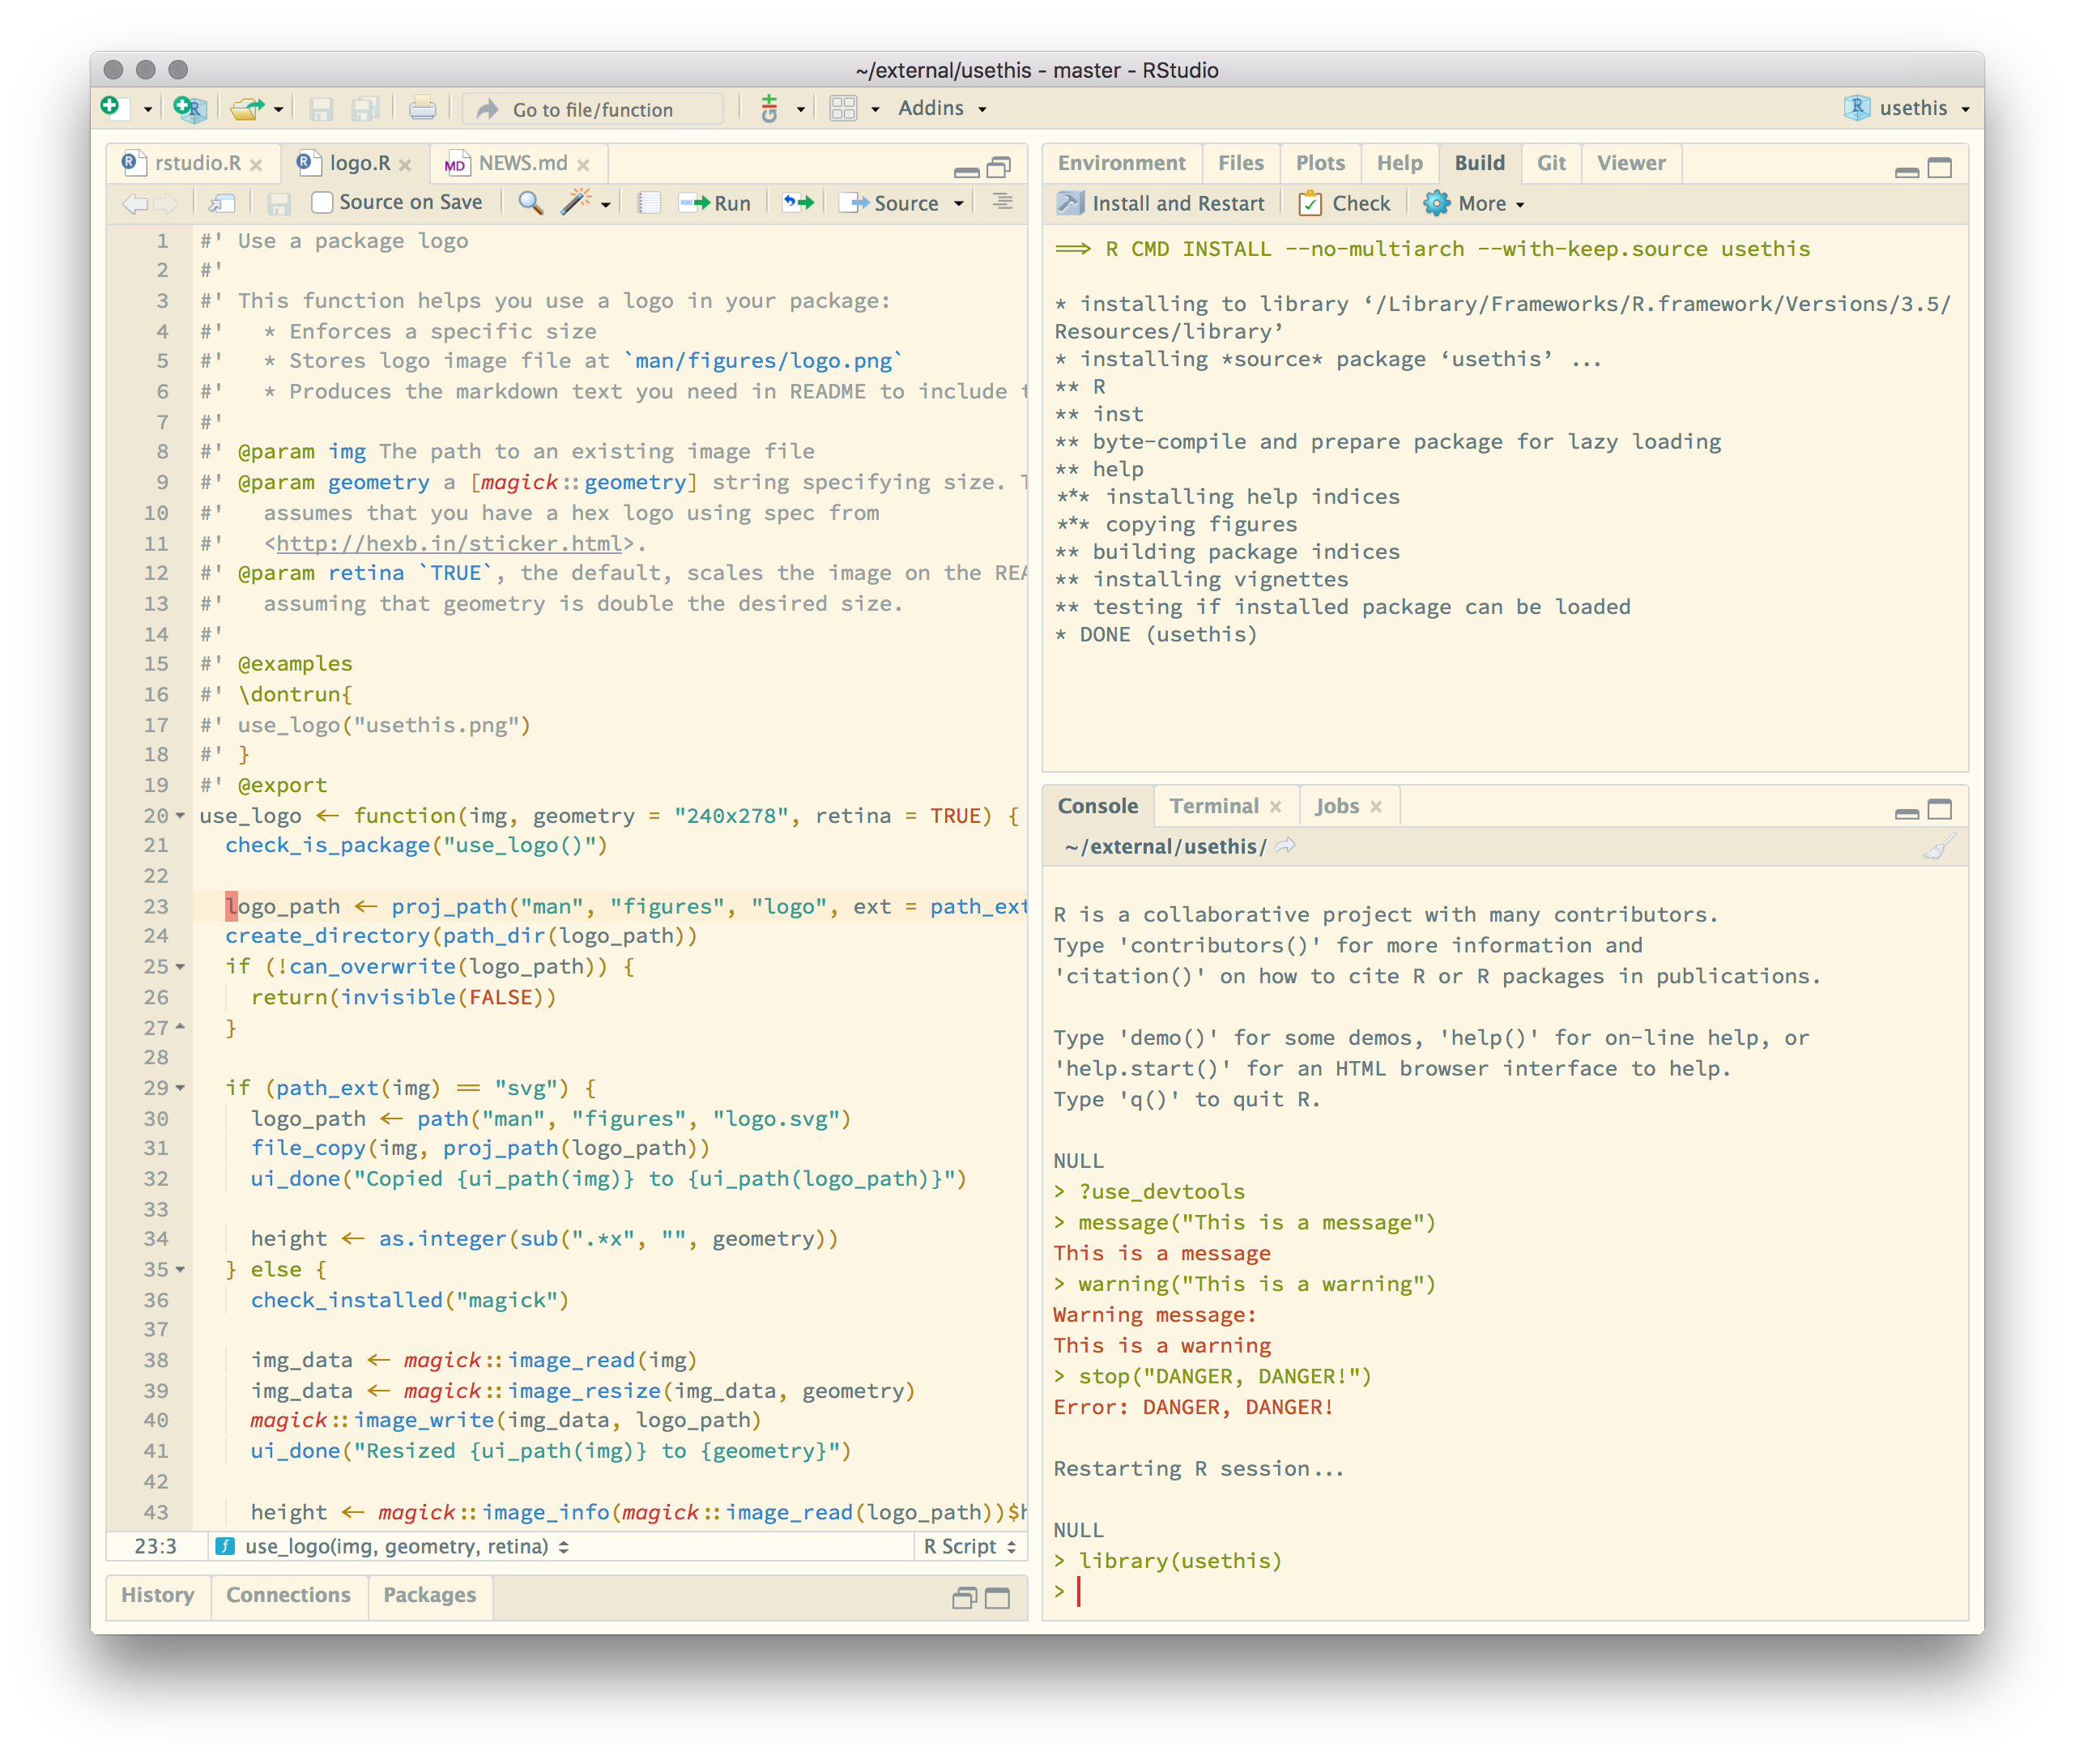 ~/external/usethis - master - RStudio
Go to file/function
Addins
usethis
rstudio.R
logo.R
NEWS.md
Source on Save
Run
Source
1 #' Use a package logo
2 #'
3 #' This function helps you use a logo in your package:
4 #'   * Enforces a specific size
5 #'   * Stores logo image file at `man/figures/logo.png`
6 #'   * Produces the markdown text you need in README to include
7 #'
8 #' @param img The path to an existing image file
9 #' @param geometry a [magick::geometry] string specifying size.
10 #'   assumes that you have a hex logo using spec from
11 #'   <http://hexb.in/sticker.html>.
12 #' @param retina `TRUE`, the default, scales the image on the
13 #'   assuming that geometry is double the desired size.
14 #'
15 #' @examples
16 #' \dontrun{
17 #' use_logo("usethis.png")
18 #' }
19 #' @export
20 use_logo <- function(img, geometry = "240x278", retina = TRUE) {
21   check_is_package("use_logo()")
22
23   logo_path <- proj_path("man", "figures", "logo", ext = path_ext
24   create_directory(path_dir(logo_path))
25   if (!can_overwrite(logo_path)) {
26     return(invisible(FALSE))
27   }
28
29   if (path_ext(img) == "svg") {
30     logo_path <- path("man", "figures", "logo.svg")
31     file_copy(img, proj_path(logo_path))
32     ui_done("Copied {ui_path(img)} to {ui_path(logo_path)}")
33
34     height <- as.integer(sub(".*x", "", geometry))
35   } else {
36     check_installed("magick")
37
38     img_data <- magick::image_read(img)
39     img_data <- magick::image_resize(img_data, geometry)
40     magick::image_write(img_data, logo_path)
41     ui_done("Resized {ui_path(img)} to {geometry}")
42
43     height <- magick::image_info(magick::image_read(logo_path))$h
23:3
use_logo(img, geometry, retina)
R Script
History
Connections
Packages
Environment
Files
Plots
Help
Build
Git
Viewer
Install and Restart
Check
More
==> R CMD INSTALL --no-multiarch --with-keep.source usethis
* installing to library ‘/Library/Frameworks/R.framework/Versions/3.5/
Resources/library’
* installing *source* package ‘usethis’ ...
** R
** inst
** byte-compile and prepare package for lazy loading
** help
*** installing help indices
*** copying figures
** building package indices
** installing vignettes
** testing if installed package can be loaded
* DONE (usethis)
Console
Terminal
Jobs
~/external/usethis/
R is a collaborative project with many contributors.
Type 'contributors()' for more information and
'citation()' on how to cite R or R packages in publications.
Type 'demo()' for some demos, 'help()' for on-line help, or
'help.start()' for an HTML browser interface to help.
Type 'q()' to quit R.
NULL
> ?use_devtools
> message("This is a message")
This is a message
> warning("This is a warning")
Warning message:
This is a warning
> stop("DANGER, DANGER!")
Error: DANGER, DANGER!
Restarting R session...
NULL
> library(usethis)
>